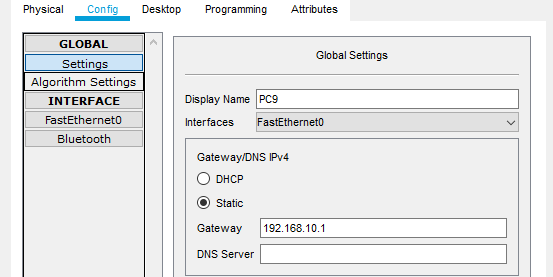 Physical Config Desktop Programming Attributes
GLOBAL
Settings
Algorithm Settings
INTERFACE
FastEthernet0
Bluetooth
Global Settings
Display Name PC9
Interfaces FastEthernet0
Gateway/DNS IPv4
DHCP
Static
Gateway 192.168.10.1
DNS Server